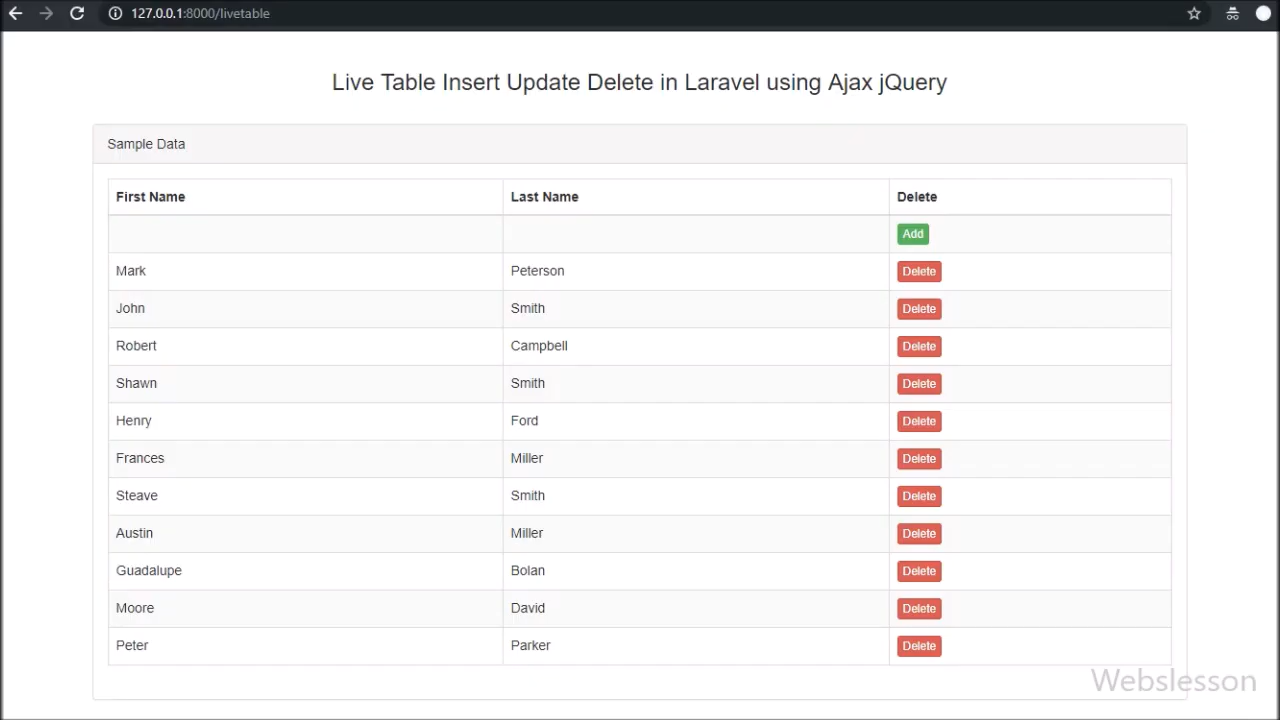 127.0.0.1:8000/livetable
Live Table Insert Update Delete in Laravel using Ajax jQuery
Sample Data
First Name Last Name Delete
Add
Mark Peterson Delete
John Smith Delete
Robert Campbell Delete
Shawn Smith Delete
Henry Ford Delete
Frances Miller Delete
Steave Smith Delete
Austin Miller Delete
Guadalupe Bolan Delete
Moore David Delete
Peter Parker Delete
Webslesson